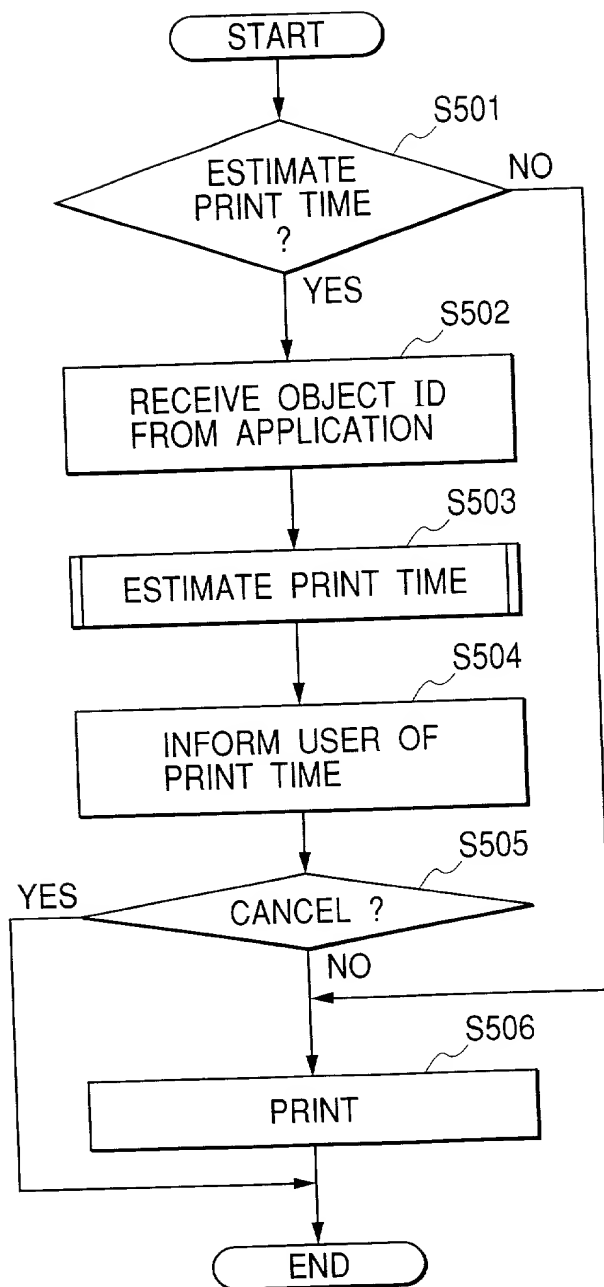 START
S501
ESTIMATE
PRINT TIME
?
NO
YES
S502
RECEIVE OBJECT ID
FROM APPLICATION
S503
ESTIMATE PRINT TIME
S504
INFORM USER OF
PRINT TIME
S505
YES
CANCEL ?
NO
S506
PRINT
END